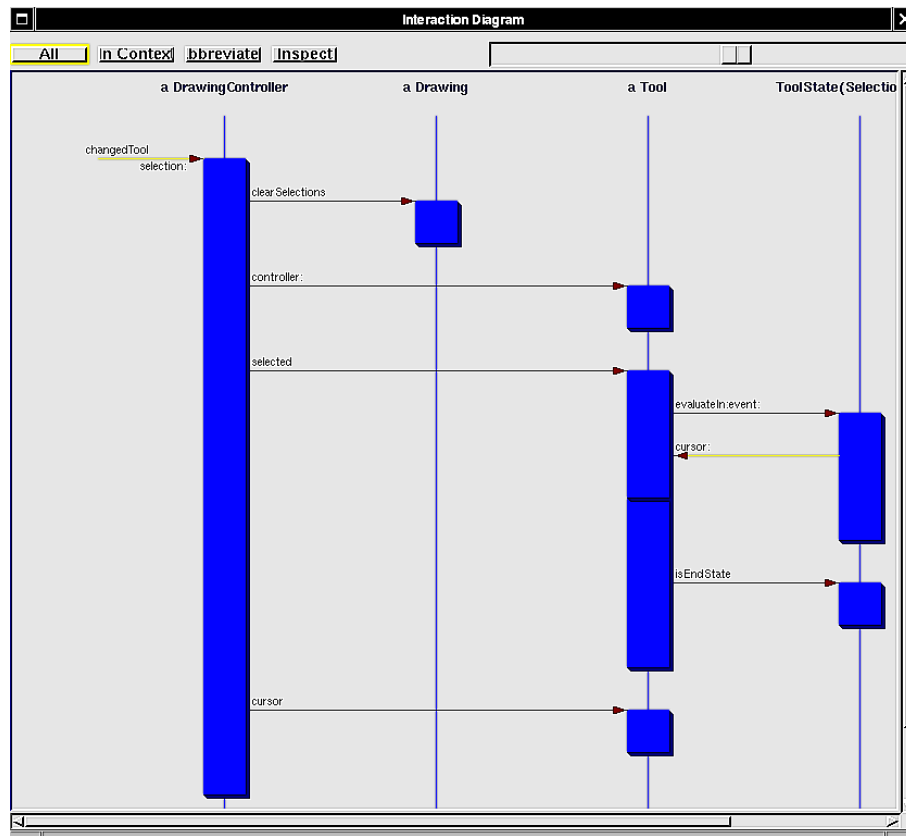 Interaction Diagram
All n Context bbreviate Inspect
a DrawingController a Drawing a Tool ToolState(Selectio
changedTool
selection:
clearSelections
controller:
selected
evaluateIn:event:
cursor:
isEndState
cursor